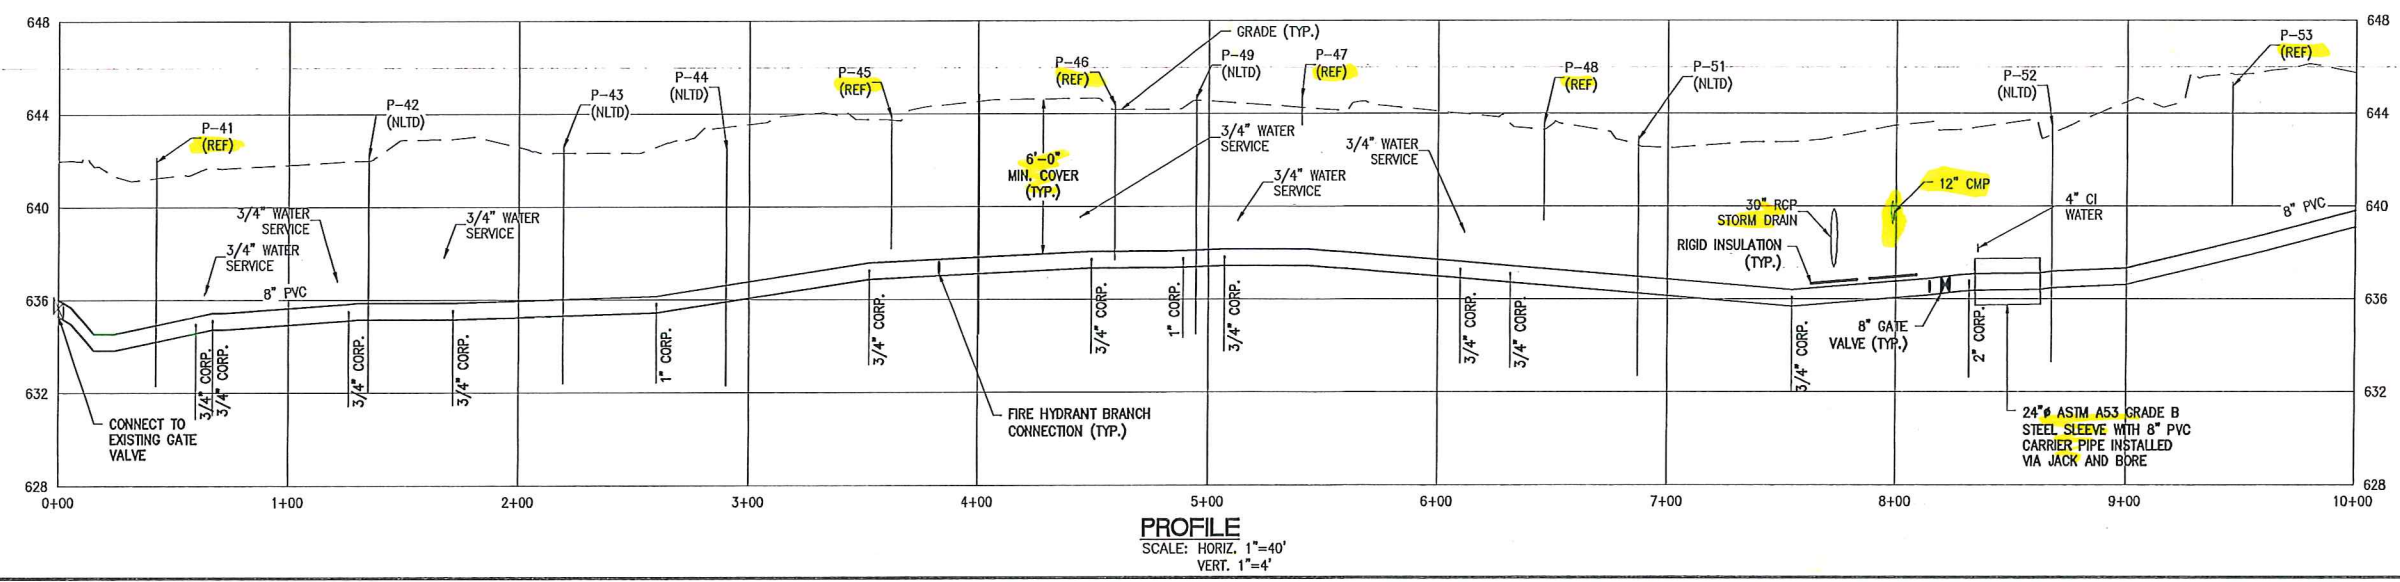 648
648
GRADE (TYP.)
P-53
(REF)
P-49
(NLTD)
P-47
(REF)
P-46
(REF)
P-48
(REF)
P-51
(NLTD)
P-52
(NLTD)
P-45
(REF)
P-44
(NLTD)
P-43
(NLTD)
P-42
(NLTD)
P-41
(REF)
644
644
3/4" WATER
SERVICE
3/4" WATER
SERVICE
6'-0"
MIN. COVER
(TYP.)
3/4" WATER
SERVICE
12" CMP
30" RCP
STORM DRAIN
4" CI
WATER
8" PVC
640
640
3/4" WATER
SERVICE
3/4" WATER
SERVICE
3/4" WATER
SERVICE
RIGID INSULATION
(TYP.)
8" PVC
636
636
3/4" CORP.
3/4" CORP.
3/4" CORP.
3/4" CORP.
1" CORP.
3/4" CORP.
3/4" CORP.
1" CORP.
3/4" CORP.
3/4" CORP.
3/4" CORP.
3/4" CORP.
8" GATE
VALVE (TYP.)
2" CORP.
632
632
CONNECT TO
EXISTING GATE
VALVE
FIRE HYDRANT BRANCH
CONNECTION (TYP.)
24"ø ASTM A53 GRADE B
STEEL SLEEVE WITH 8" PVC
CARRIER PIPE INSTALLED
VIA JACK AND BORE
628
628
0+00
1+00
2+00
3+00
4+00
5+00
6+00
7+00
8+00
9+00
10+00
PROFILE
SCALE: HORIZ. 1"=40'
VERT. 1"=4'